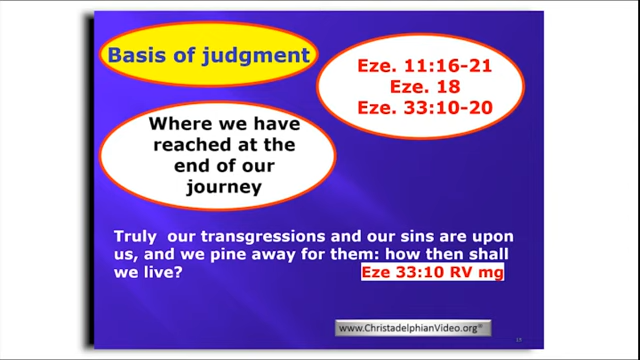 Basis of judgment
Eze. 11:16-21
Eze. 18
Eze. 33:10-20
Where we have
reached at the
end of our
journey
Truly our transgressions and our sins are upon
us, and we pine away for them: how then shall
we live? Eze 33:10 RV mg
www.ChristadelphianVideo.org®